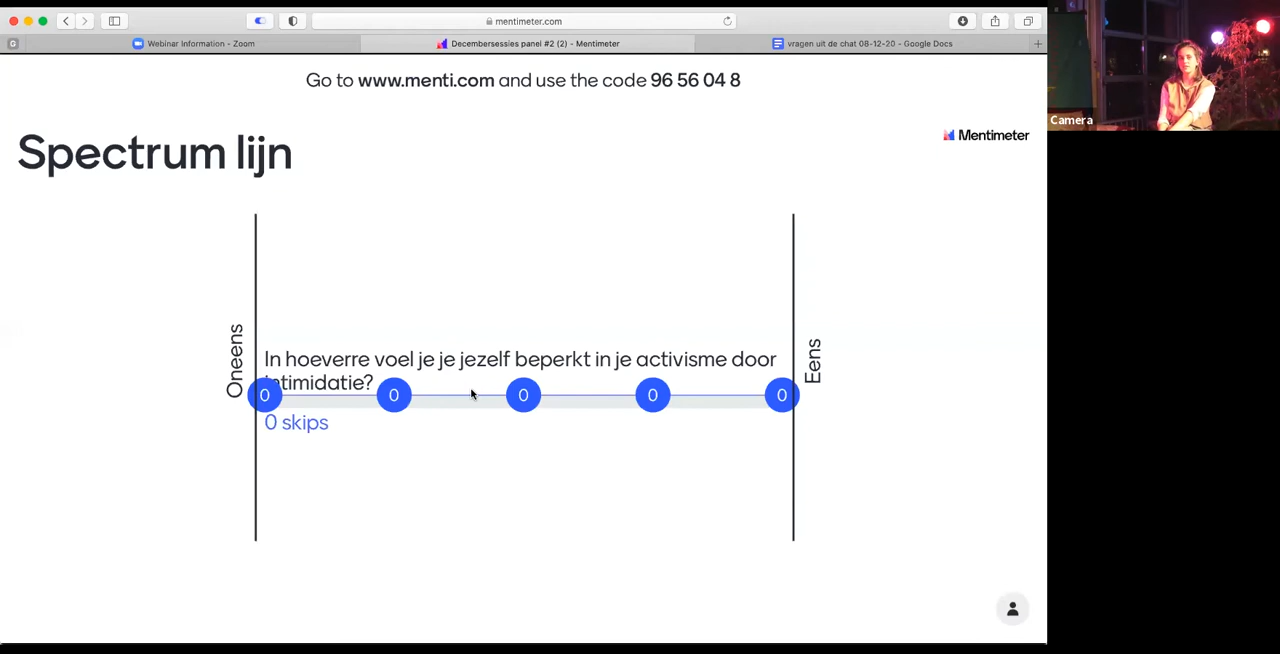 mentimeter.com
G
Webinar Information - Zoom
Decembersessies panel #2 (2) - Mentimeter
vragen uit de chat 08-12-20 - Google Docs
Go to www.menti.com and use the code 96 56 04 8
Mentimeter
Spectrum lijn
Oneens
In hoeverre voel je je jezelf beperkt in je activisme door
intimidatie?
0 0 0 0 0
0 skips
Eens
Camera